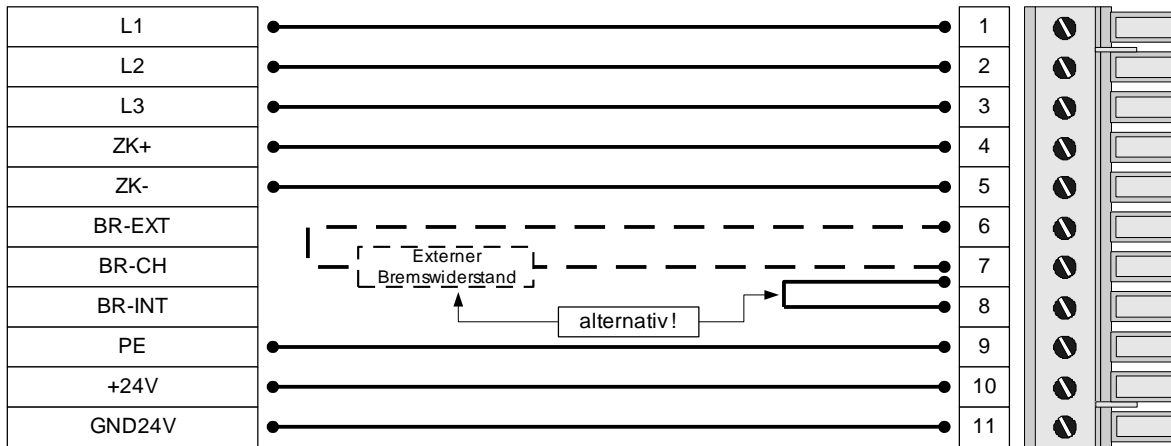 L1 1
L2 2
L3 3
ZK+ 4
ZK- 5
BR-EXT 6
BR-CH 7
Externer
Bremswiderstand
BR-INT 8
alternativ!
PE 9
+24V 10
GND24V 11